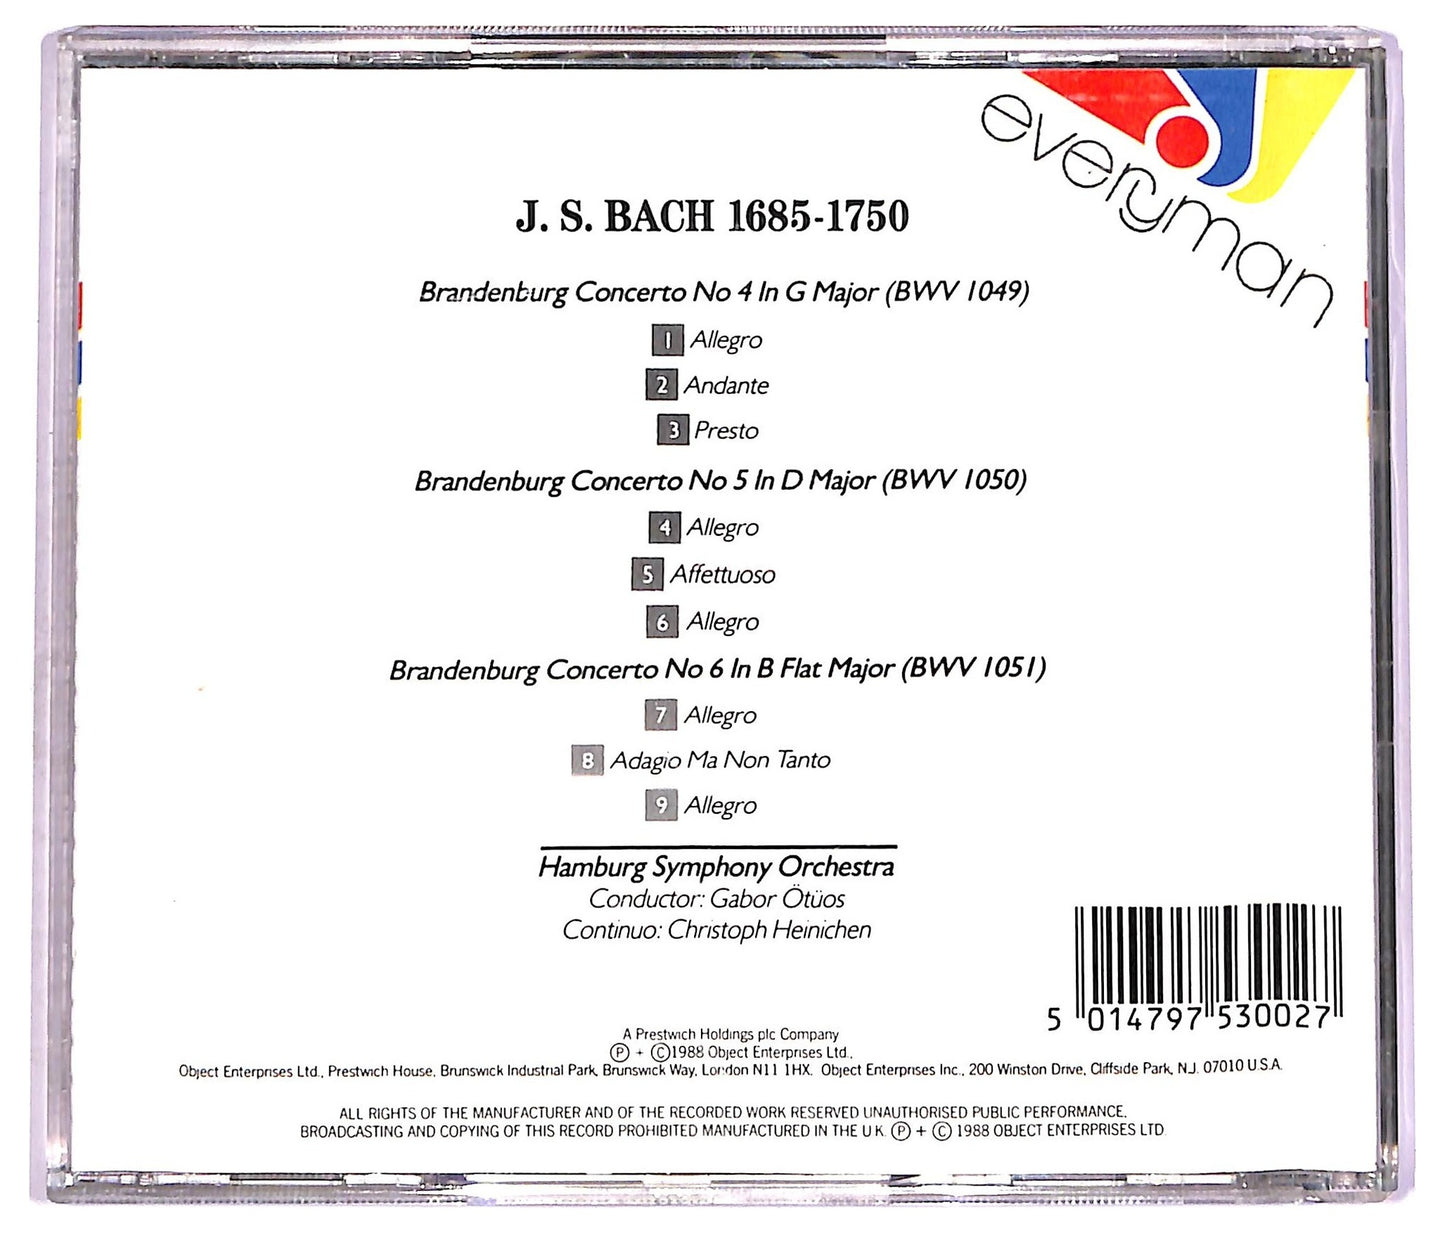 everyman
J. S. BACH 1685-1750
Brandenburg Concerto No 4 In G Major (BWV 1049)
1 Allegro
2 Andante
3 Presto
Brandenburg Concerto No 5 In D Major (BWV 1050)
4 Allegro
5 Affettuoso
6 Allegro
Brandenburg Concerto No 6 In B Flat Major (BWV 1051)
7 Allegro
8 Adagio Ma Non Tanto
9 Allegro
Hamburg Symphony Orchestra
Conductor: Gabor Ötüos
Continuo: Christoph Heinichen
5 014797 530027
A Prestwich Holdings plc Company
Ⓟ + Ⓒ 1988 Object Enterprises Ltd.,
Object Enterprises Ltd., Prestwich House, Brunswick Industrial Park, Brunswick Way, London N11 1HX. Object Enterprises Inc., 200 Winston Drive, Cliffside Park, N.J. 07010 U.S.A.
ALL RIGHTS OF THE MANUFACTURER AND OF THE RECORDED WORK RESERVED UNAUTHORISED PUBLIC PERFORMANCE,
BROADCASTING AND COPYING OF THIS RECORD PROHIBITED MANUFACTURED IN THE U K Ⓟ + Ⓒ 1988 OBJECT ENTERPRISES LTD